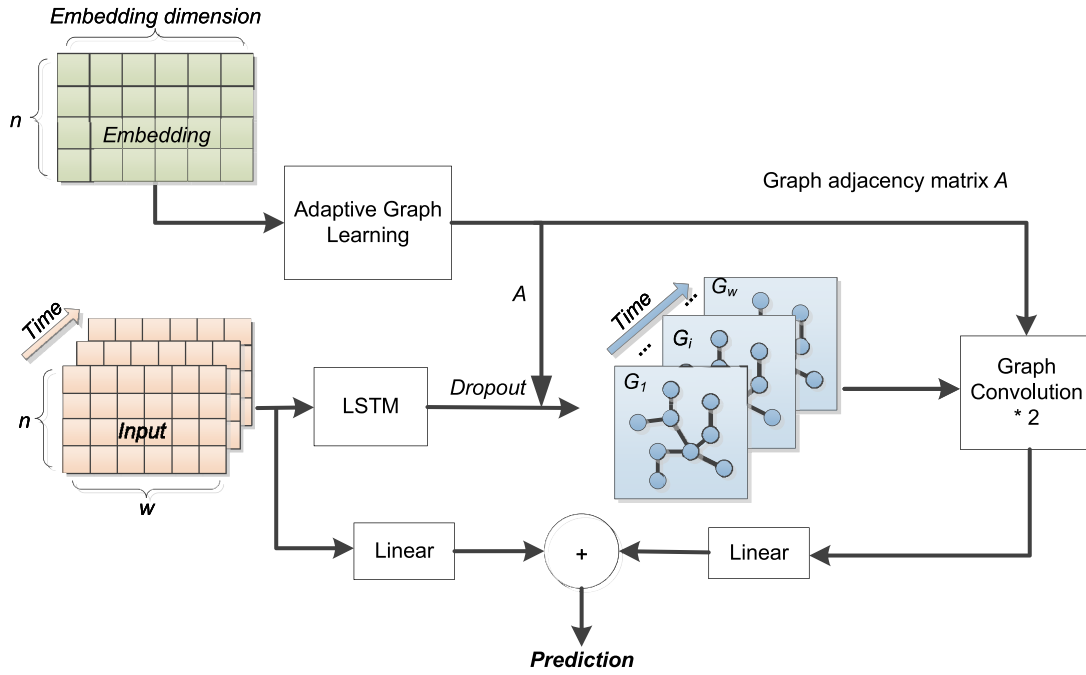 Embedding dimension
n
Embedding
Adaptive Graph
Learning
Graph adjacency matrix A
A
Time
n
Input
w
LSTM
Dropout
Time
...
...
Gw
Gi
G1
Graph
Convolution
* 2
Linear
+
Linear
Prediction